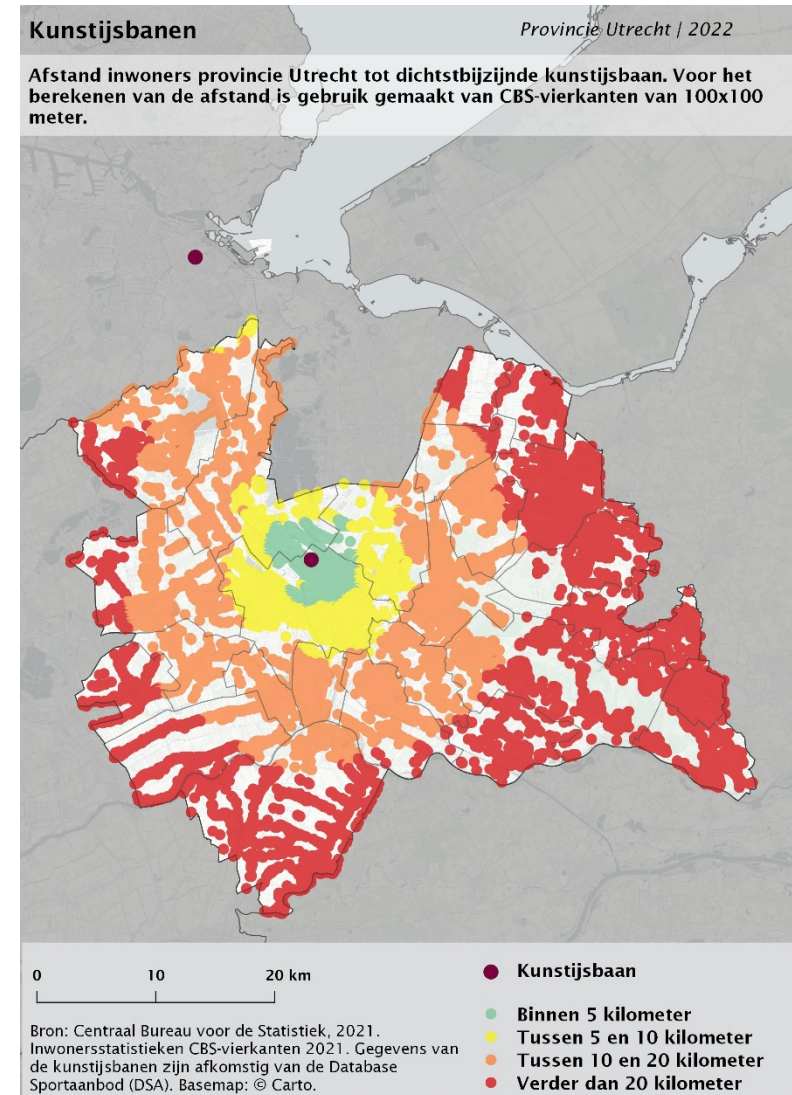 Kunstijsbanen
Provincie Utrecht | 2022
Afstand inwoners provincie Utrecht tot dichtstbijzijnde kunstijsbaan. Voor het
berekenen van de afstand is gebruik gemaakt van CBS-vierkanten van 100x100
meter.
0 10 20 km
Bron: Centraal Bureau voor de Statistiek, 2021.
Inwonersstatistieken CBS-vierkanten 2021. Gegevens van
de kunstijsbanen zijn afkomstig van de Database
Sportaanbod (DSA). Basemap: © Carto.
Kunstijsbaan
Binnen 5 kilometer
Tussen 5 en 10 kilometer
Tussen 10 en 20 kilometer
Verder dan 20 kilometer